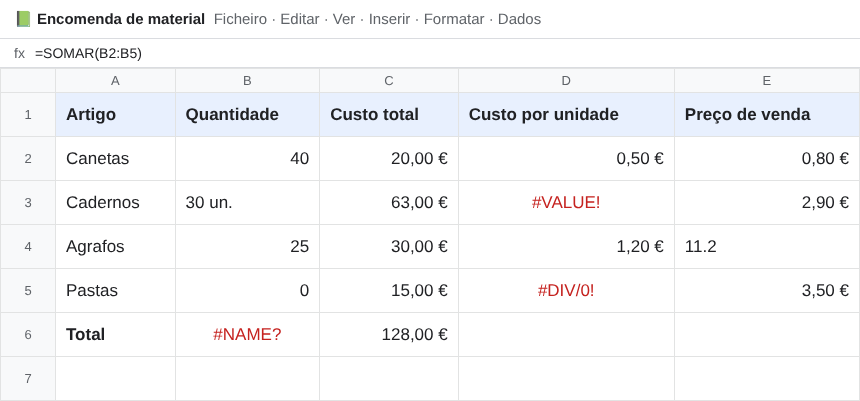 Encomenda de material Ficheiro · Editar · Ver · Inserir · Formatar · Dados
fx =SOMAR(B2:B5)
A B C D E
1 Artigo Quantidade Custo total Custo por unidade Preço de venda
2 Canetas 40 20,00 € 0,50 € 0,80 €
3 Cadernos 30 un. 63,00 € #VALUE! 2,90 €
4 Agrafos 25 30,00 € 1,20 € 11.2
5 Pastas 0 15,00 € #DIV/0! 3,50 €
6 Total #NAME? 128,00 €
7